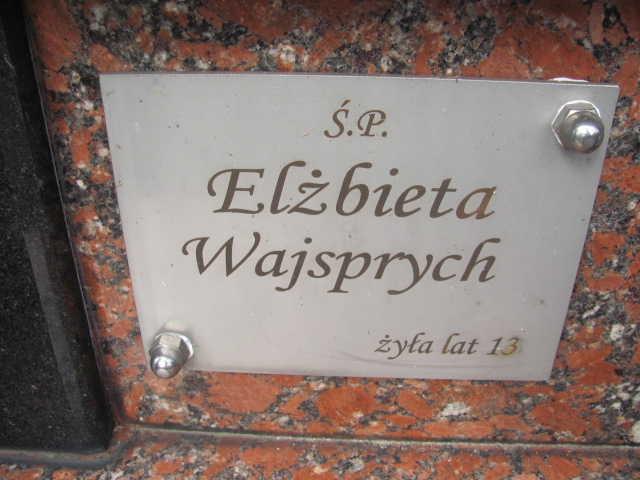 Ś.P.
Elżbieta
Wajsprych
żyła lat 13